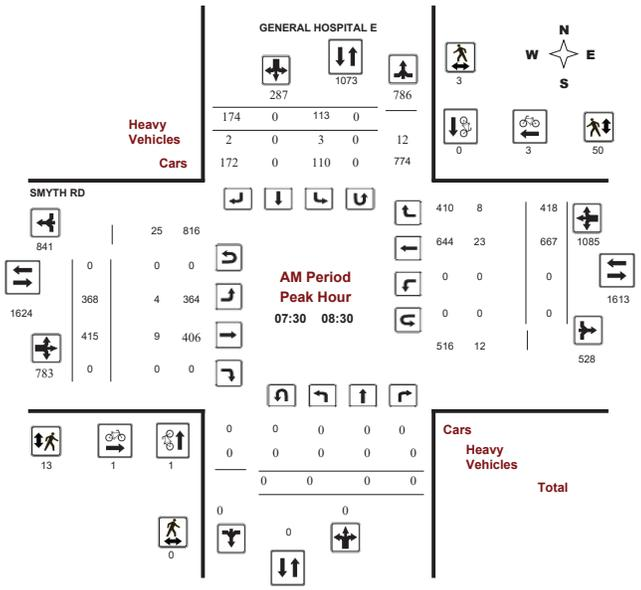 GENERAL HOSPITAL E
N
W E
S
1073
3
287 786
174 0 113 0
Heavy
Vehicles
2 0 3 0 12
Cars
172 0 110 0 774
0 3 50
SMYTH RD
841
25 816
410 8 418
644 23 667 1085
0 0 0
368 4 364
415 9 406
0 0 0
1624
783
AM Period
Peak Hour
07:30 08:30
0 0 0
0 0 0
1613
516 12
528
0 0 0 0 0
0 0 0 0 0
0 0 0 0
Cars
Heavy
Vehicles
Total
13 1 1
0 0
0
0